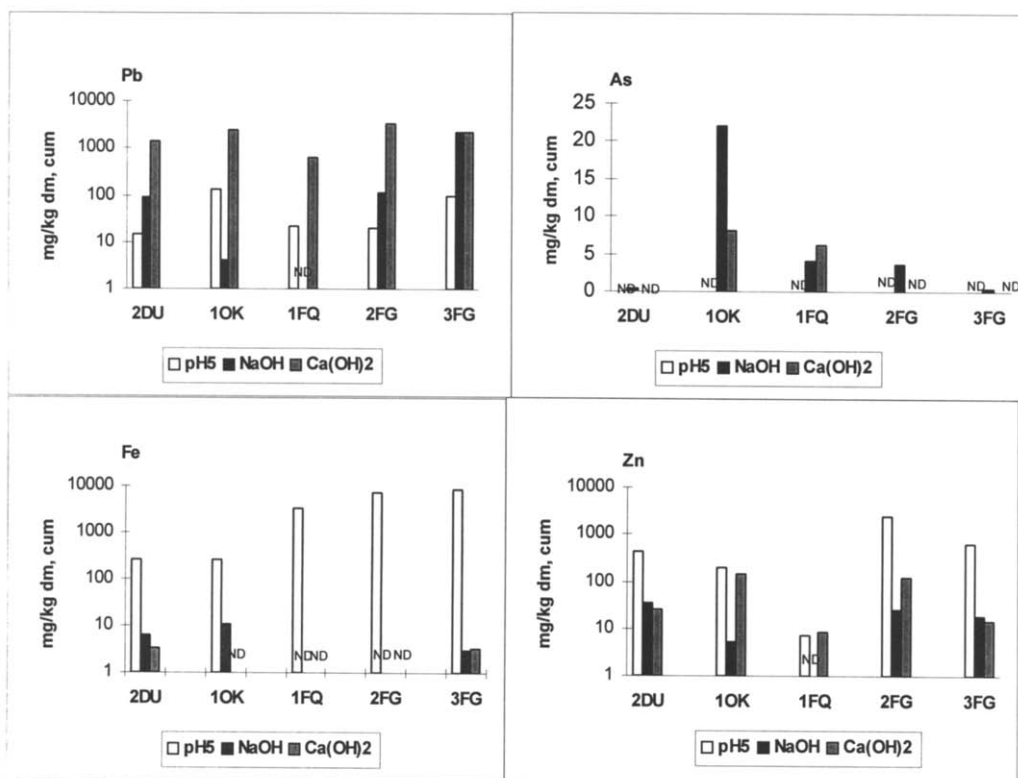 Pb
mg/kg dm, cum
10000
1000
100
10
1
ND
2DU 1OK 1FQ 2FG 3FG
pH5 NaOH Ca(OH)2
As
mg/kg dm, cum
25
20
15
10
5
0
ND ND ND ND ND ND ND ND
2DU 1OK 1FQ 2FG 3FG
pH5 NaOH Ca(OH)2
Fe
mg/kg dm, cum
10000
1000
100
10
1
ND ND ND ND ND
2DU 1OK 1FQ 2FG 3FG
pH5 NaOH Ca(OH)2
Zn
mg/kg dm, cum
10000
1000
100
10
1
ND
2DU 1OK 1FQ 2FG 3FG
pH5 NaOH Ca(OH)2